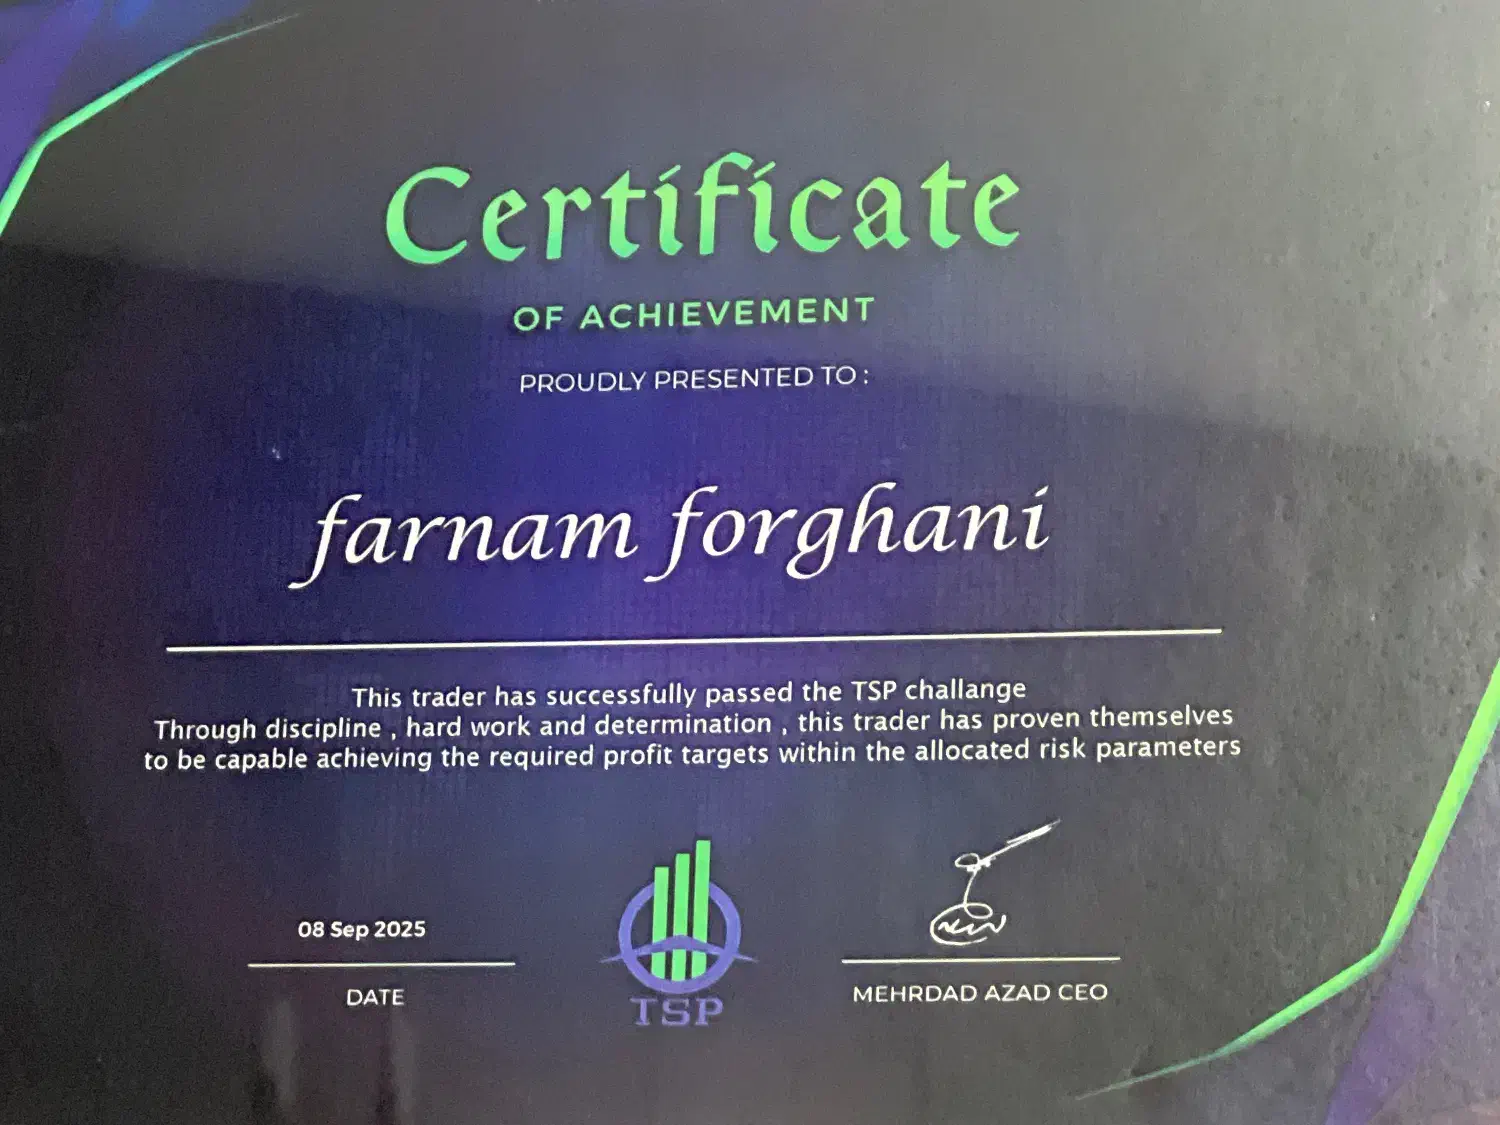 Certificate
OF ACHIEVEMENT
PROUDLY PRESENTED TO :
farnam forghani
This trader has successfully passed the TSP challange
Through discipline , hard work and determination , this trader has proven themselves
to be capable achieving the required profit targets within the allocated risk parameters
08 Sep 2025
DATE
TSP
MEHRDAD AZAD CEO